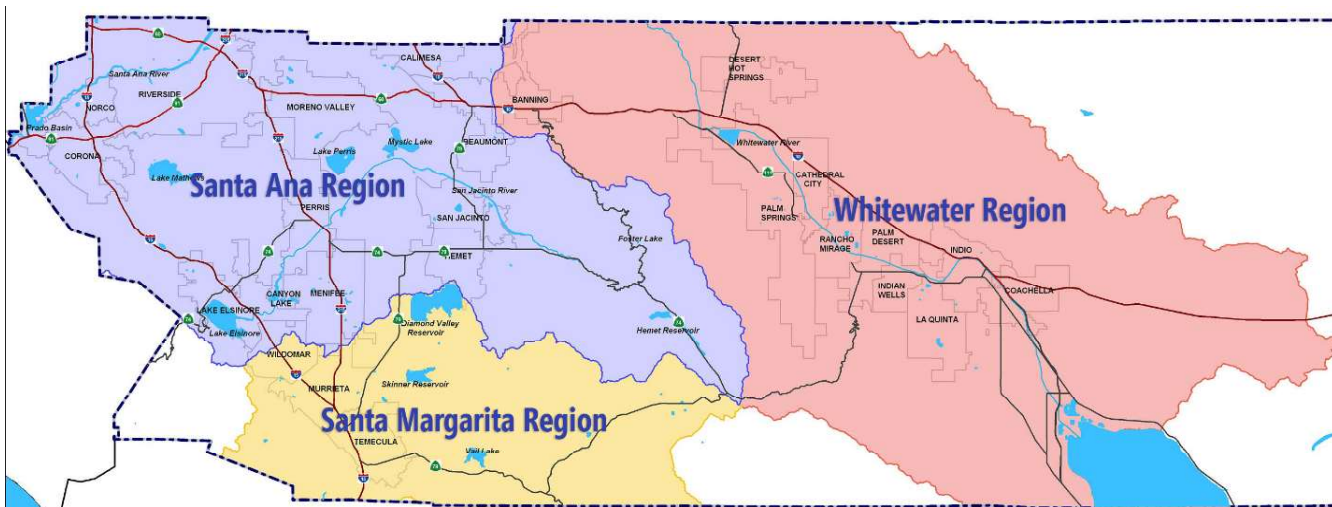 CALIMESA
DESERT
HOT
SPRINGS
Santa Ana River
RIVERSIDE
NORCO
MORENO VALLEY
BANNING
Prado Basin
CORONA
Lake Perris
Mystic Lake
BEAUMONT
Whitewater River
Lake Mathews
Santa Ana Region
PERRIS
San Jacinto River
SAN JACINTO
CATHEDRAL
CITY
PALM
SPRINGS
Whitewater Region
Foster Lake
HEMET
RANCHO
MIRAGE
PALM
DESERT
INDIO
CANYON
LAKE
MENIFEE
INDIAN
WELLS
COACHELLA
LAKE ELSINORE
Lake Elsinore
Diamond Valley
Reservoir
Hemet Reservoir
LA QUINTA
WILDOMAR
MURRIETA
Skinner Reservoir
Santa Margarita Region
TEMECULA
Vail Lake